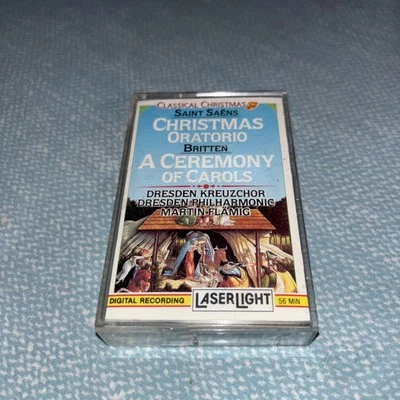 CLASSICAL CHRISTMAS
SAINT SAËNS
CHRISTMAS
ORATORIO
BRITTEN
A CEREMONY
OF CAROLS
DRESDEN KREUZCHOR
DRESDEN PHILHARMONIC
MARTIN FLAMIG
DIGITAL RECORDING LASERLIGHT 56 MIN